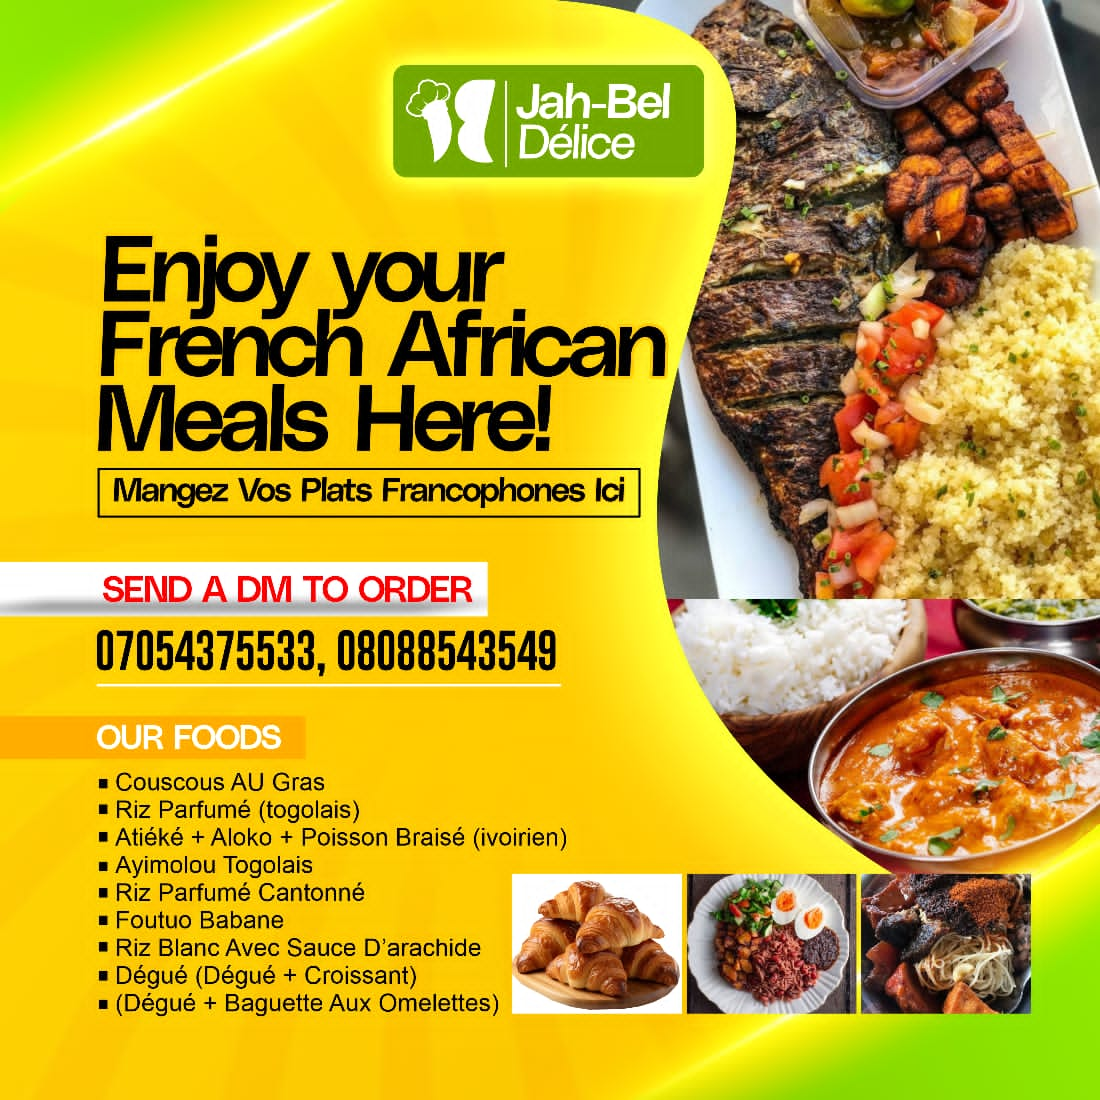 Jah-Bel
Délice
Enjoy your
French African
Meals Here!
Mangez Vos Plats Francophones Ici
SEND A DM TO ORDER
07054375533, 08088543549
OUR FOODS
▪ Couscous AU Gras
▪ Riz Parfumé (togolais)
▪ Atiéké + Aloko + Poisson Braisé (ivoirien)
▪ Ayimolou Togolais
▪ Riz Parfumé Cantonné
▪ Foutuo Babane
▪ Riz Blanc Avec Sauce D'arachide
▪ Dégué (Dégué + Croissant)
▪ (Dégué + Baguette Aux Omelettes)